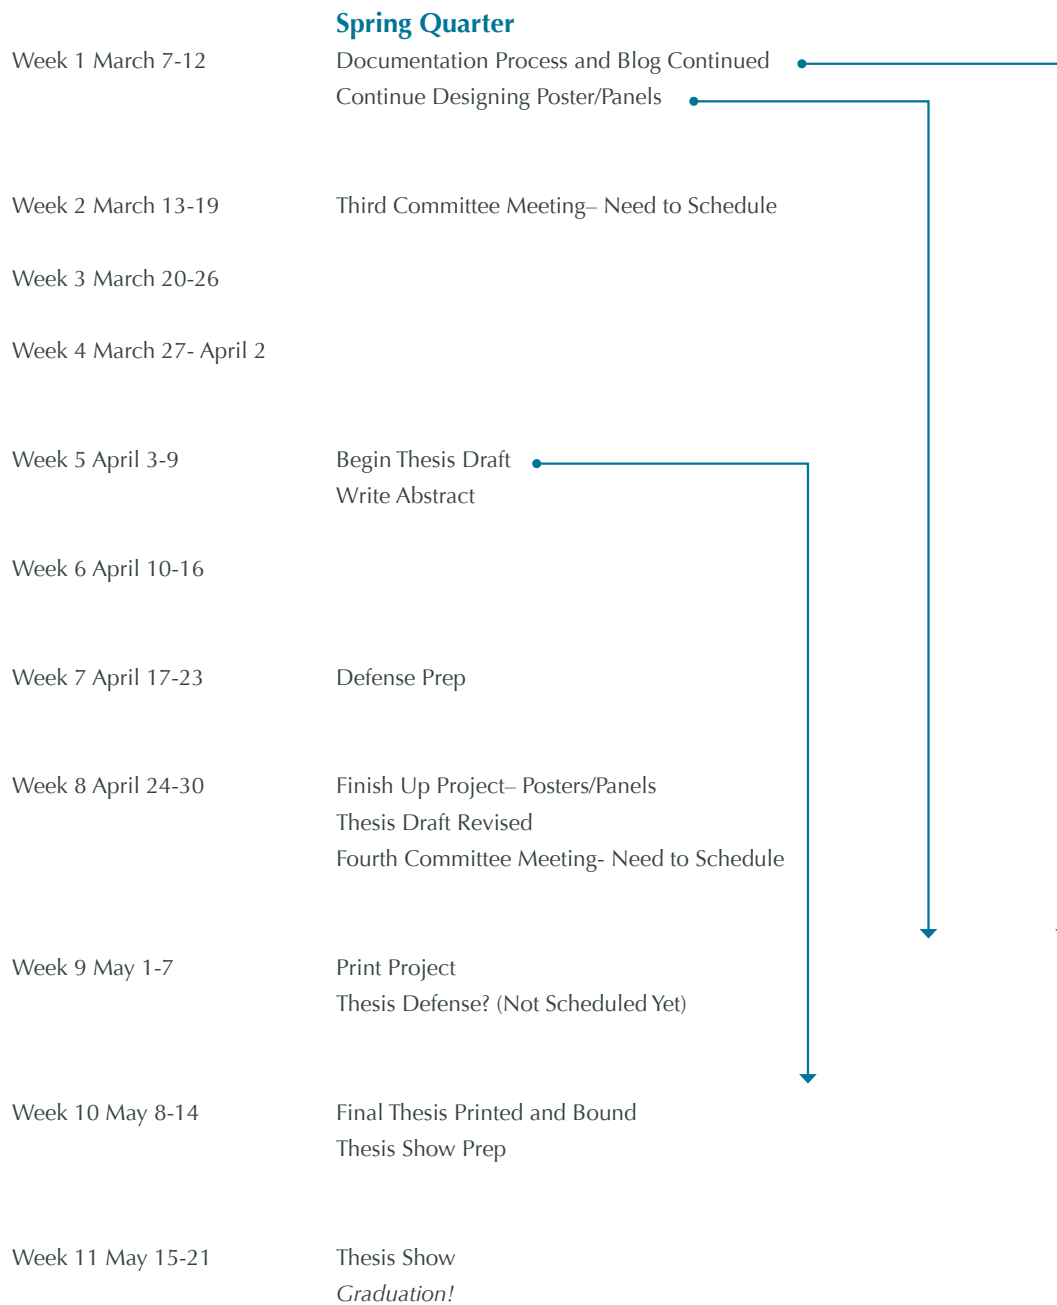 Spring Quarter
Week 1 March 7-12 Documentation Process and Blog Continued
Continue Designing Poster/Panels
Week 2 March 13-19 Third Committee Meeting– Need to Schedule
Week 3 March 20-26
Week 4 March 27- April 2
Week 5 April 3-9 Begin Thesis Draft
Write Abstract
Week 6 April 10-16
Week 7 April 17-23 Defense Prep
Week 8 April 24-30 Finish Up Project– Posters/Panels
Thesis Draft Revised
Fourth Committee Meeting- Need to Schedule
Week 9 May 1-7 Print Project
Thesis Defense? (Not Scheduled Yet)
Week 10 May 8-14 Final Thesis Printed and Bound
Thesis Show Prep
Week 11 May 15-21 Thesis Show
Graduation!